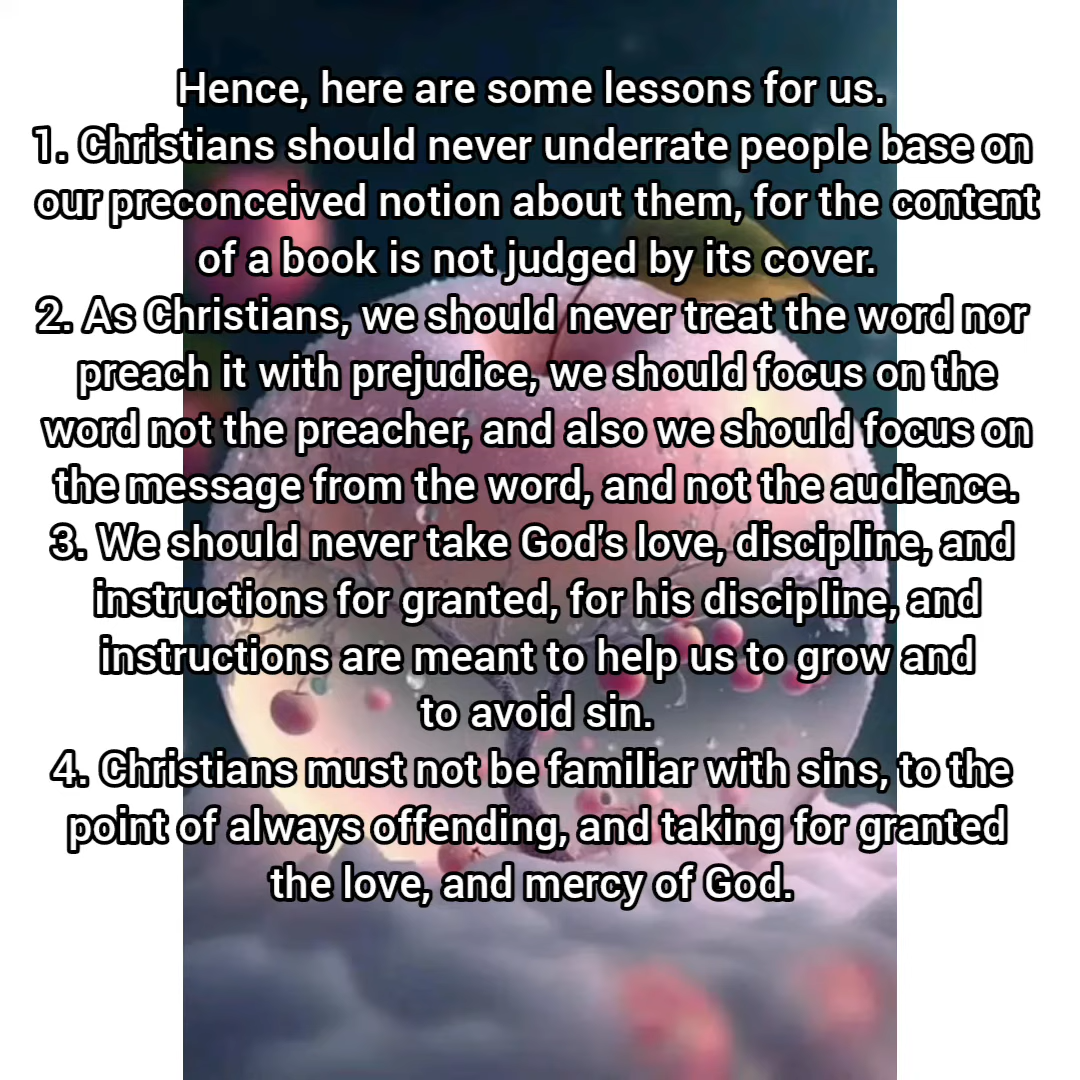 Hence, here are some lessons for us.
1. Christians should never underrate people base on
our preconceived notion about them, for the content
of a book is not judged by its cover.
2. As Christians, we should never treat the word nor
preach it with prejudice, we should focus on the
word not the preacher, and also we should focus on
the message from the word, and not the audience.
3. We should never take God's love, discipline, and
instructions for granted, for his discipline, and
instructions are meant to help us to grow and
to avoid sin.
4. Christians must not be familiar with sins, to the
point of always offending, and taking for granted
the love, and mercy of God.